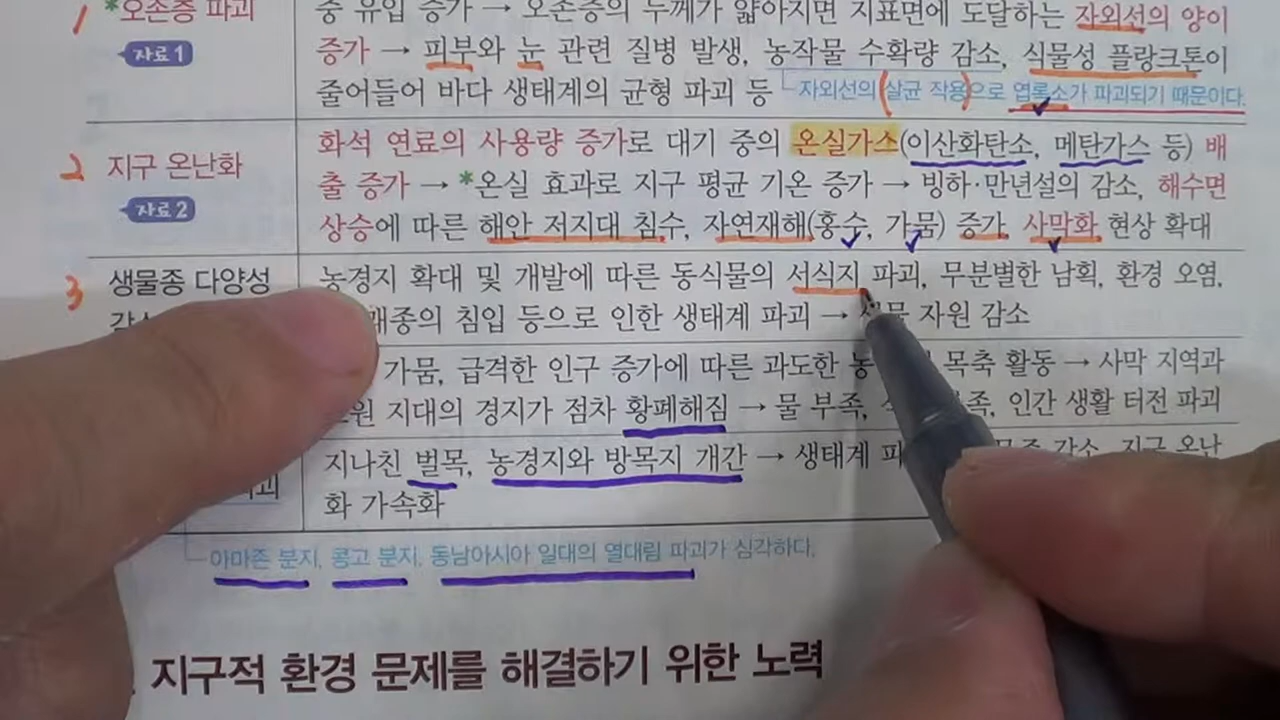 1 *오존층 파괴
자료1
중 유입 증가 → 오존층의 두께가 얇아지면 지표면에 도달하는 자외선의 양이
증가 → 피부와 눈 관련 질병 발생, 농작물 수확량 감소, 식물성 플랑크톤이
줄어들어 바다 생태계의 균형 파괴 등
자외선의 (살균 작용)으로 엽록소가 파괴되기 때문이다.
2 지구 온난화
자료2
화석 연료의 사용량 증가로 대기 중의 온실가스(이산화탄소, 메탄가스 등) 배
출 증가 → *온실 효과로 지구 평균 기온 증가 → 빙하·만년설의 감소, 해수면
상승에 따른 해안 저지대 침수, 자연재해(홍수, 가뭄) 증가, 사막화 현상 확대
3 생물종 다양성
농경지 확대 및 개발에 따른 동식물의 서식지 파괴, 무분별한 남획, 환경 오염,
종의 침입 등으로 인한 생태계 파괴 → 자원 감소
가뭄, 급격한 인구 증가에 따른 과도한 목축 활동 → 사막 지역과
지대의 경지가 점차 황폐해짐 → 물 부족, 인간 생활 터전 파괴
지나친 벌목, 농경지와 방목지 개간 → 생태계 감소, 지구 온난
화 가속화
아마존 분지, 콩고 분지, 동남아시아 일대의 열대림 파괴가 심각하다.
지구적 환경 문제를 해결하기 위한 노력